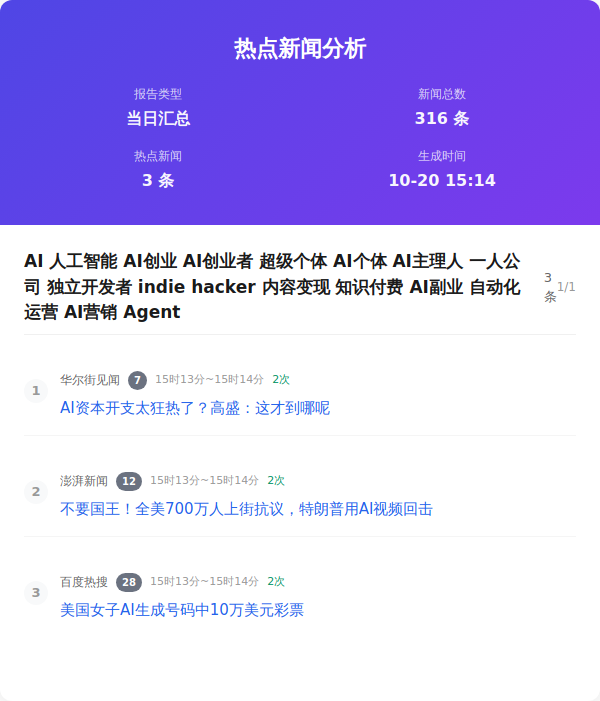 热点新闻分析
报告类型
当日汇总
新闻总数
316 条
热点新闻
3 条
生成时间
10-20 15:14
AI 人工智能 AI创业 AI创业者 超级个体 AI个体 AI主理人 一人公
司 独立开发者 indie hacker 内容变现 知识付费 AI副业 自动化
运营 AI营销 Agent
3
条
1/1
1
华尔街见闻 7 15时13分~15时14分 2次
AI资本开支太狂热了？高盛：这才到哪呢
2
澎湃新闻 12 15时13分~15时14分 2次
不要国王！全美700万人上街抗议，特朗普用AI视频回击
3
百度热搜 28 15时13分~15时14分 2次
美国女子AI生成号码中10万美元彩票